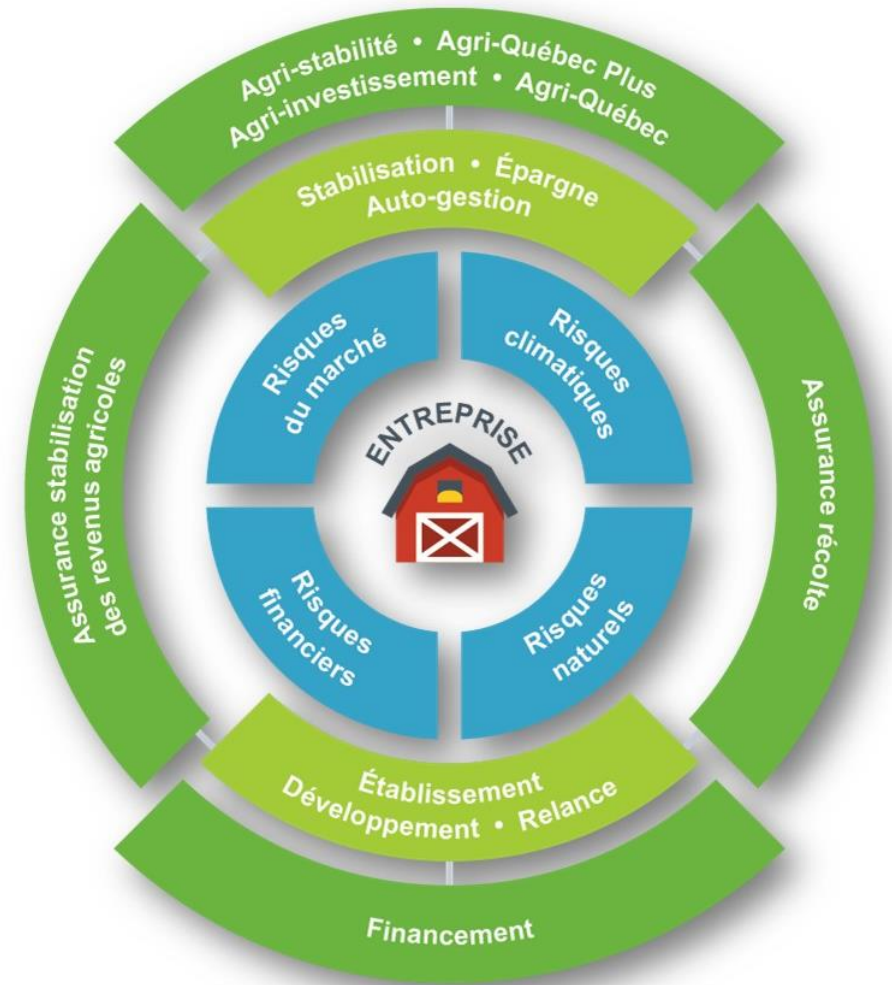 Agri-stabilité • Agri-Québec Plus
Agri-investissement • Agri-Québec
Stabilisation • Épargne
Auto-gestion
Risques
du marché
Risques
climatiques
ENTREPRISE
Assurance stabilisation
des revenus agricoles
Assurance récolte
Risques
financiers
Risques
naturels
Établissement
Développement • Relance
Financement